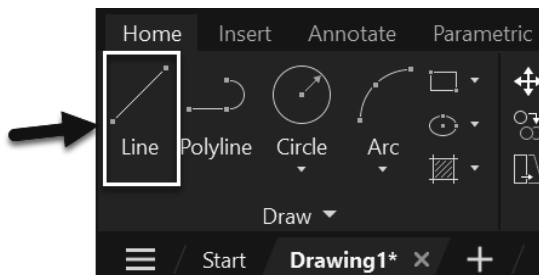 Home Insert Annotate Parametric
Line Polyline Circle Arc
Draw
Start Drawing1*